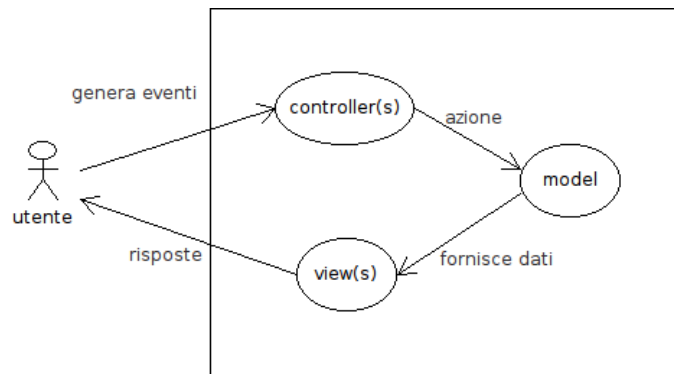 genera eventi
controller(s)
azione
model
utente
risposte
view(s)
fornisce dati